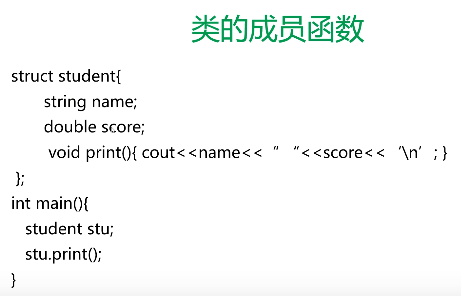 类的成员函数
struct student{
string name;
double score;
void print(){ cout<<name<< “ “<<score<< ‘\n’ ; }
};
int main(){
student stu;
stu.print();
}